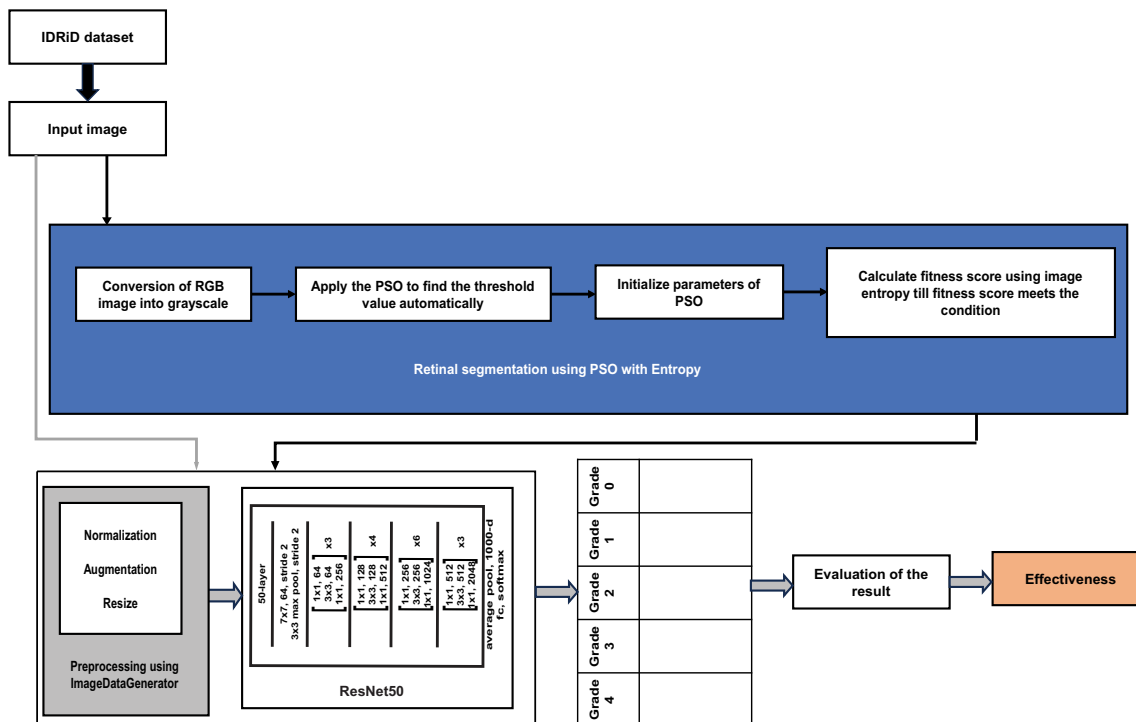 IDRiD dataset
Input image
Conversion of RGB
image into grayscale
Apply the PSO to find the threshold
value automatically
Initialize parameters of
PSO
Calculate fitness score using image
entropy till fitness score meets the
condition
Retinal segmentation using PSO with Entropy
Normalization
Augmentation
Resize
Preprocessing using
ImageDataGenerator
50-layer
7x7, 64, stride 2
3x3 max pool, stride 2
1x1, 64
3x3, 64
1x1, 256
x3
1x1, 128
3x3, 128
1x1, 512
x4
1x1, 256
3x3, 256
1x1, 1024
x6
1x1, 512
3x3, 512
1x1, 2048
x3
average pool, 1000-d
fc, softmax
ResNet50
Grade
0
Grade
1
Grade
2
Grade
3
Grade
4
Evaluation of the
result
Effectiveness